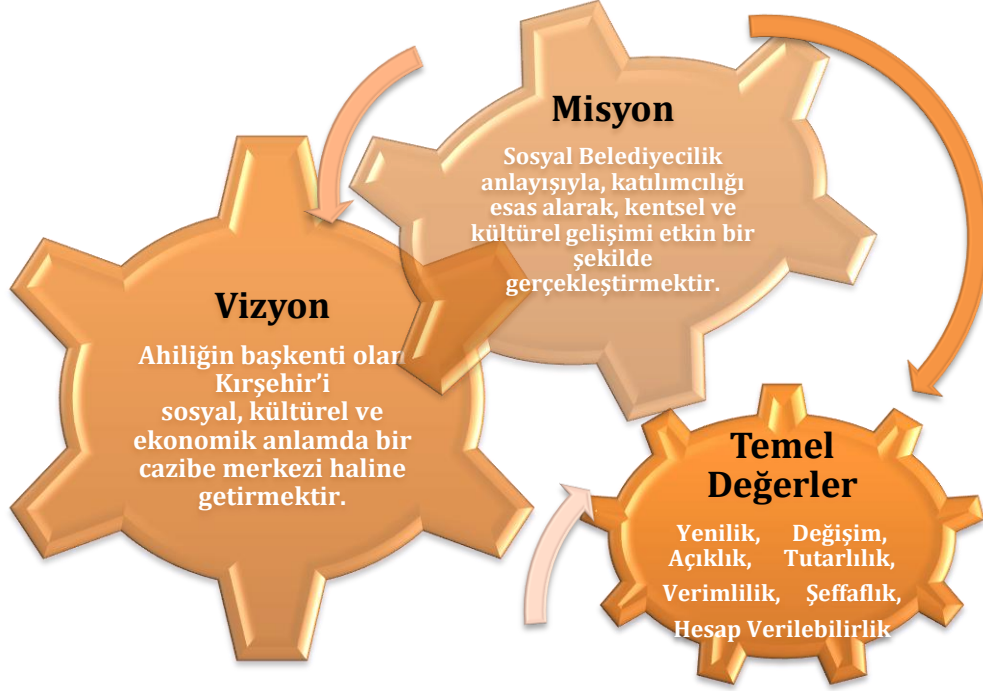 Misyon
Sosyal Belediyecilik
anlayışıyla, katılımcılığı
esas alarak, kentsel ve
kültürel gelişimi etkin bir
şekilde
gerçekleştirmektir.
Vizyon
Ahiliğin başkenti olan
Kırşehir’i
sosyal, kültürel ve
ekonomik anlamda bir
cazibe merkezi haline
getirmektir.
Temel
Değerler
Yenilik, Değişim,
Açıklık, Tutarlılık,
Verimlilik, Şeffaflık,
Hesap Verilebilirlik